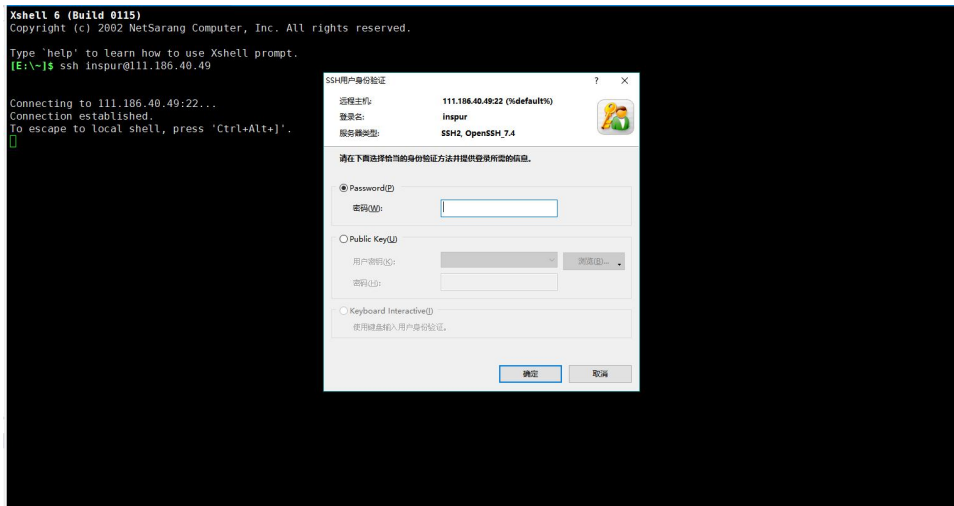 Xshell 6 (Build 0115)
Copyright (c) 2002 NetSarang Computer, Inc. All rights reserved.
Type `help' to learn how to use Xshell prompt.
[E:\~]$ ssh inspur@111.186.40.49
Connecting to 111.186.40.49:22...
Connection established.
To escape to local shell, press 'Ctrl+Alt+]'.
SSH用户身份验证 ? ×
远程主机: 111.186.40.49:22 (%default%)
登录名: inspur
服务器类型: SSH2, OpenSSH_7.4
请在下面选择恰当的身份验证方法并提供登录所需的信息。
Password(P)
密码(W):
Public Key(U)
用户密钥(K): 浏览(B)...
密码(H):
Keyboard Interactive(I)
使用键盘输入用户身份验证。
确定 取消